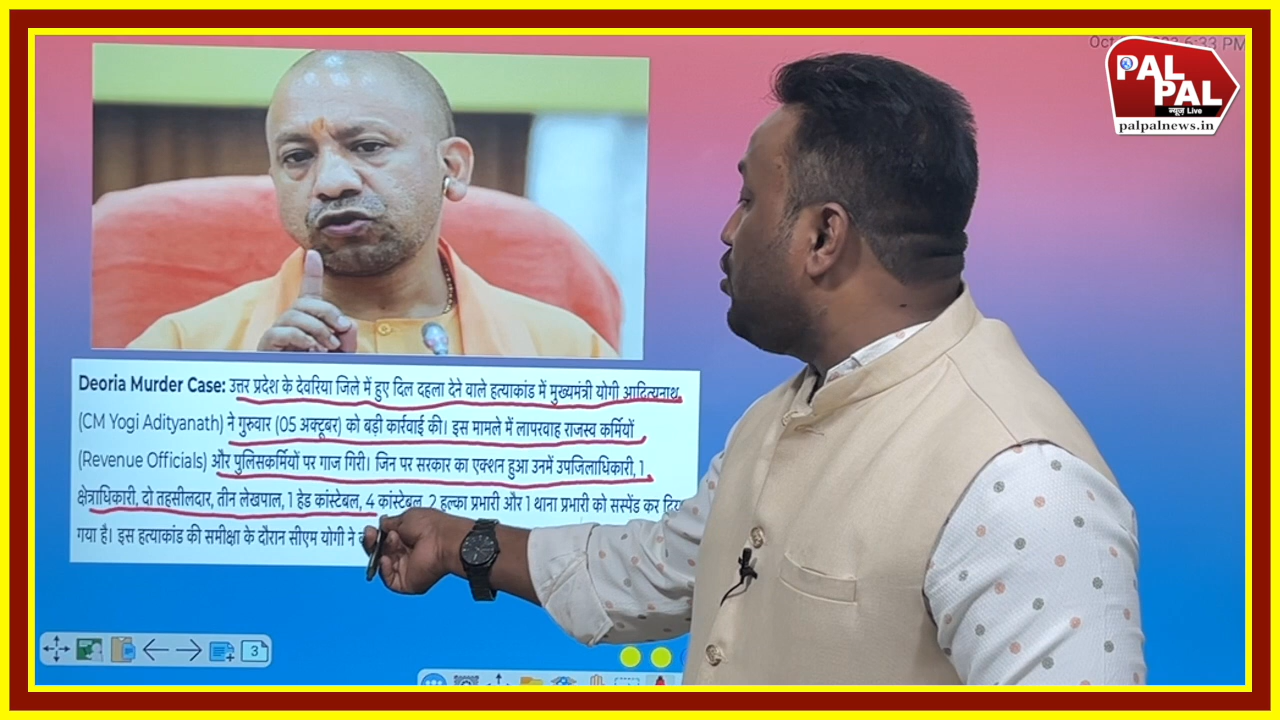 6:33 PM
PAL
PAL
न्यूज़ Live
palpalnews.in
Deoria Murder Case: उत्तर प्रदेश के देवरिया जिले में हुए दिल दहला देने वाले हत्याकांड में मुख्यमंत्री योगी आदित्यनाथ
(CM Yogi Adityanath) ने गुरुवार (05 अक्टूबर) को बड़ी कार्रवाई की। इस मामले में लापरवाह राजस्व कर्मियों
(Revenue Officials) और पुलिसकर्मियों पर गाज गिरी। जिन पर सरकार का एक्शन हुआ उनमें उपजिलाधिकारी, 1
क्षेत्राधिकारी, दो तहसीलदार, तीन लेखपाल, 1 हेड कांस्टेबल, 4 कांस्टेबल, 2 हल्का प्रभारी और 1 थाना प्रभारी को सस्पेंड कर
गया है। इस हत्याकांड की समीक्षा के दौरान सीएम योगी ने
3